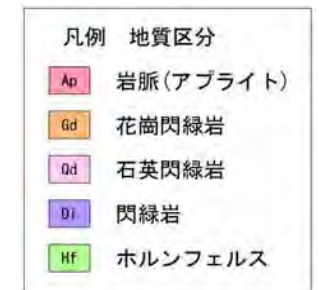 凡例 地質区分
Ap 岩脈(アプライト)
Gd 花崗閃緑岩
Qd 石英閃緑岩
Di 閃緑岩
Hf ホルンフェルス